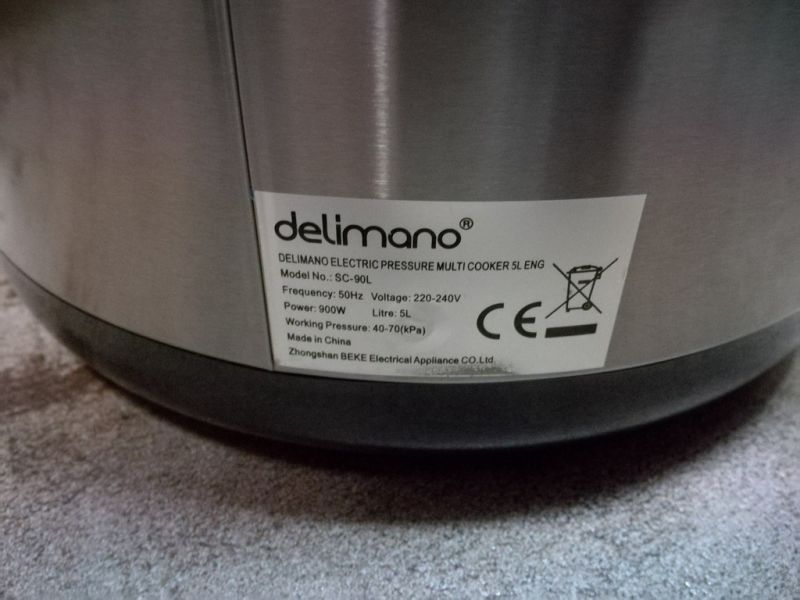 delimano®
DELIMANO ELECTRIC PRESSURE MULTI COOKER 5L ENG
Model No.: SC-90L
Frequency: 50Hz Voltage: 220-240V
Power: 900W Litre: 5L
Working Pressure: 40-70(kPa)
Made in China
Zhongshan BEKE Electrical Appliance CO,Ltd.
CE